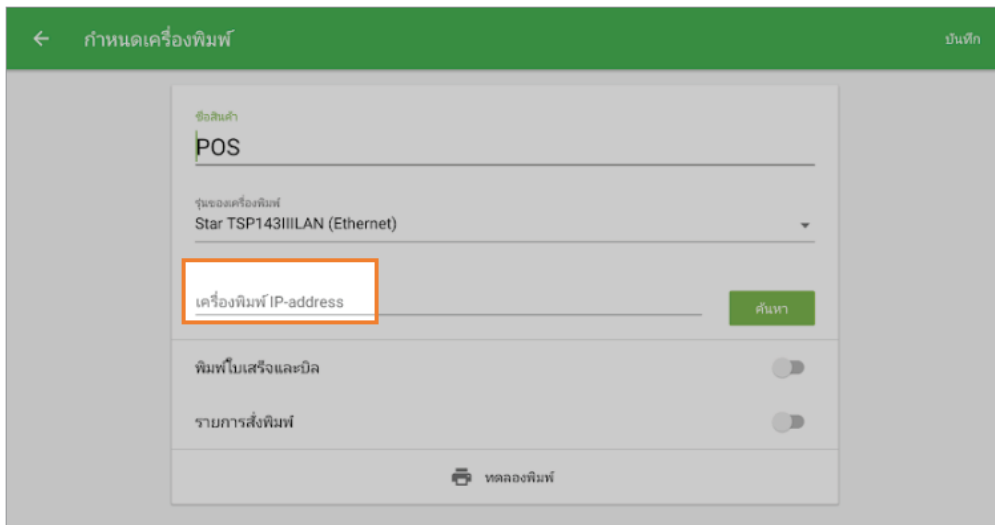 กำหนดเครื่องพิมพ์
บันทึก
ชื่อสินค้า
POS
รุ่นของเครื่องพิมพ์
Star TSP143IIILAN (Ethernet)
เครื่องพิมพ์ IP-address
ค้นหา
พิมพ์ใบเสร็จและบิล
รายการสั่งพิมพ์
ทดลองพิมพ์